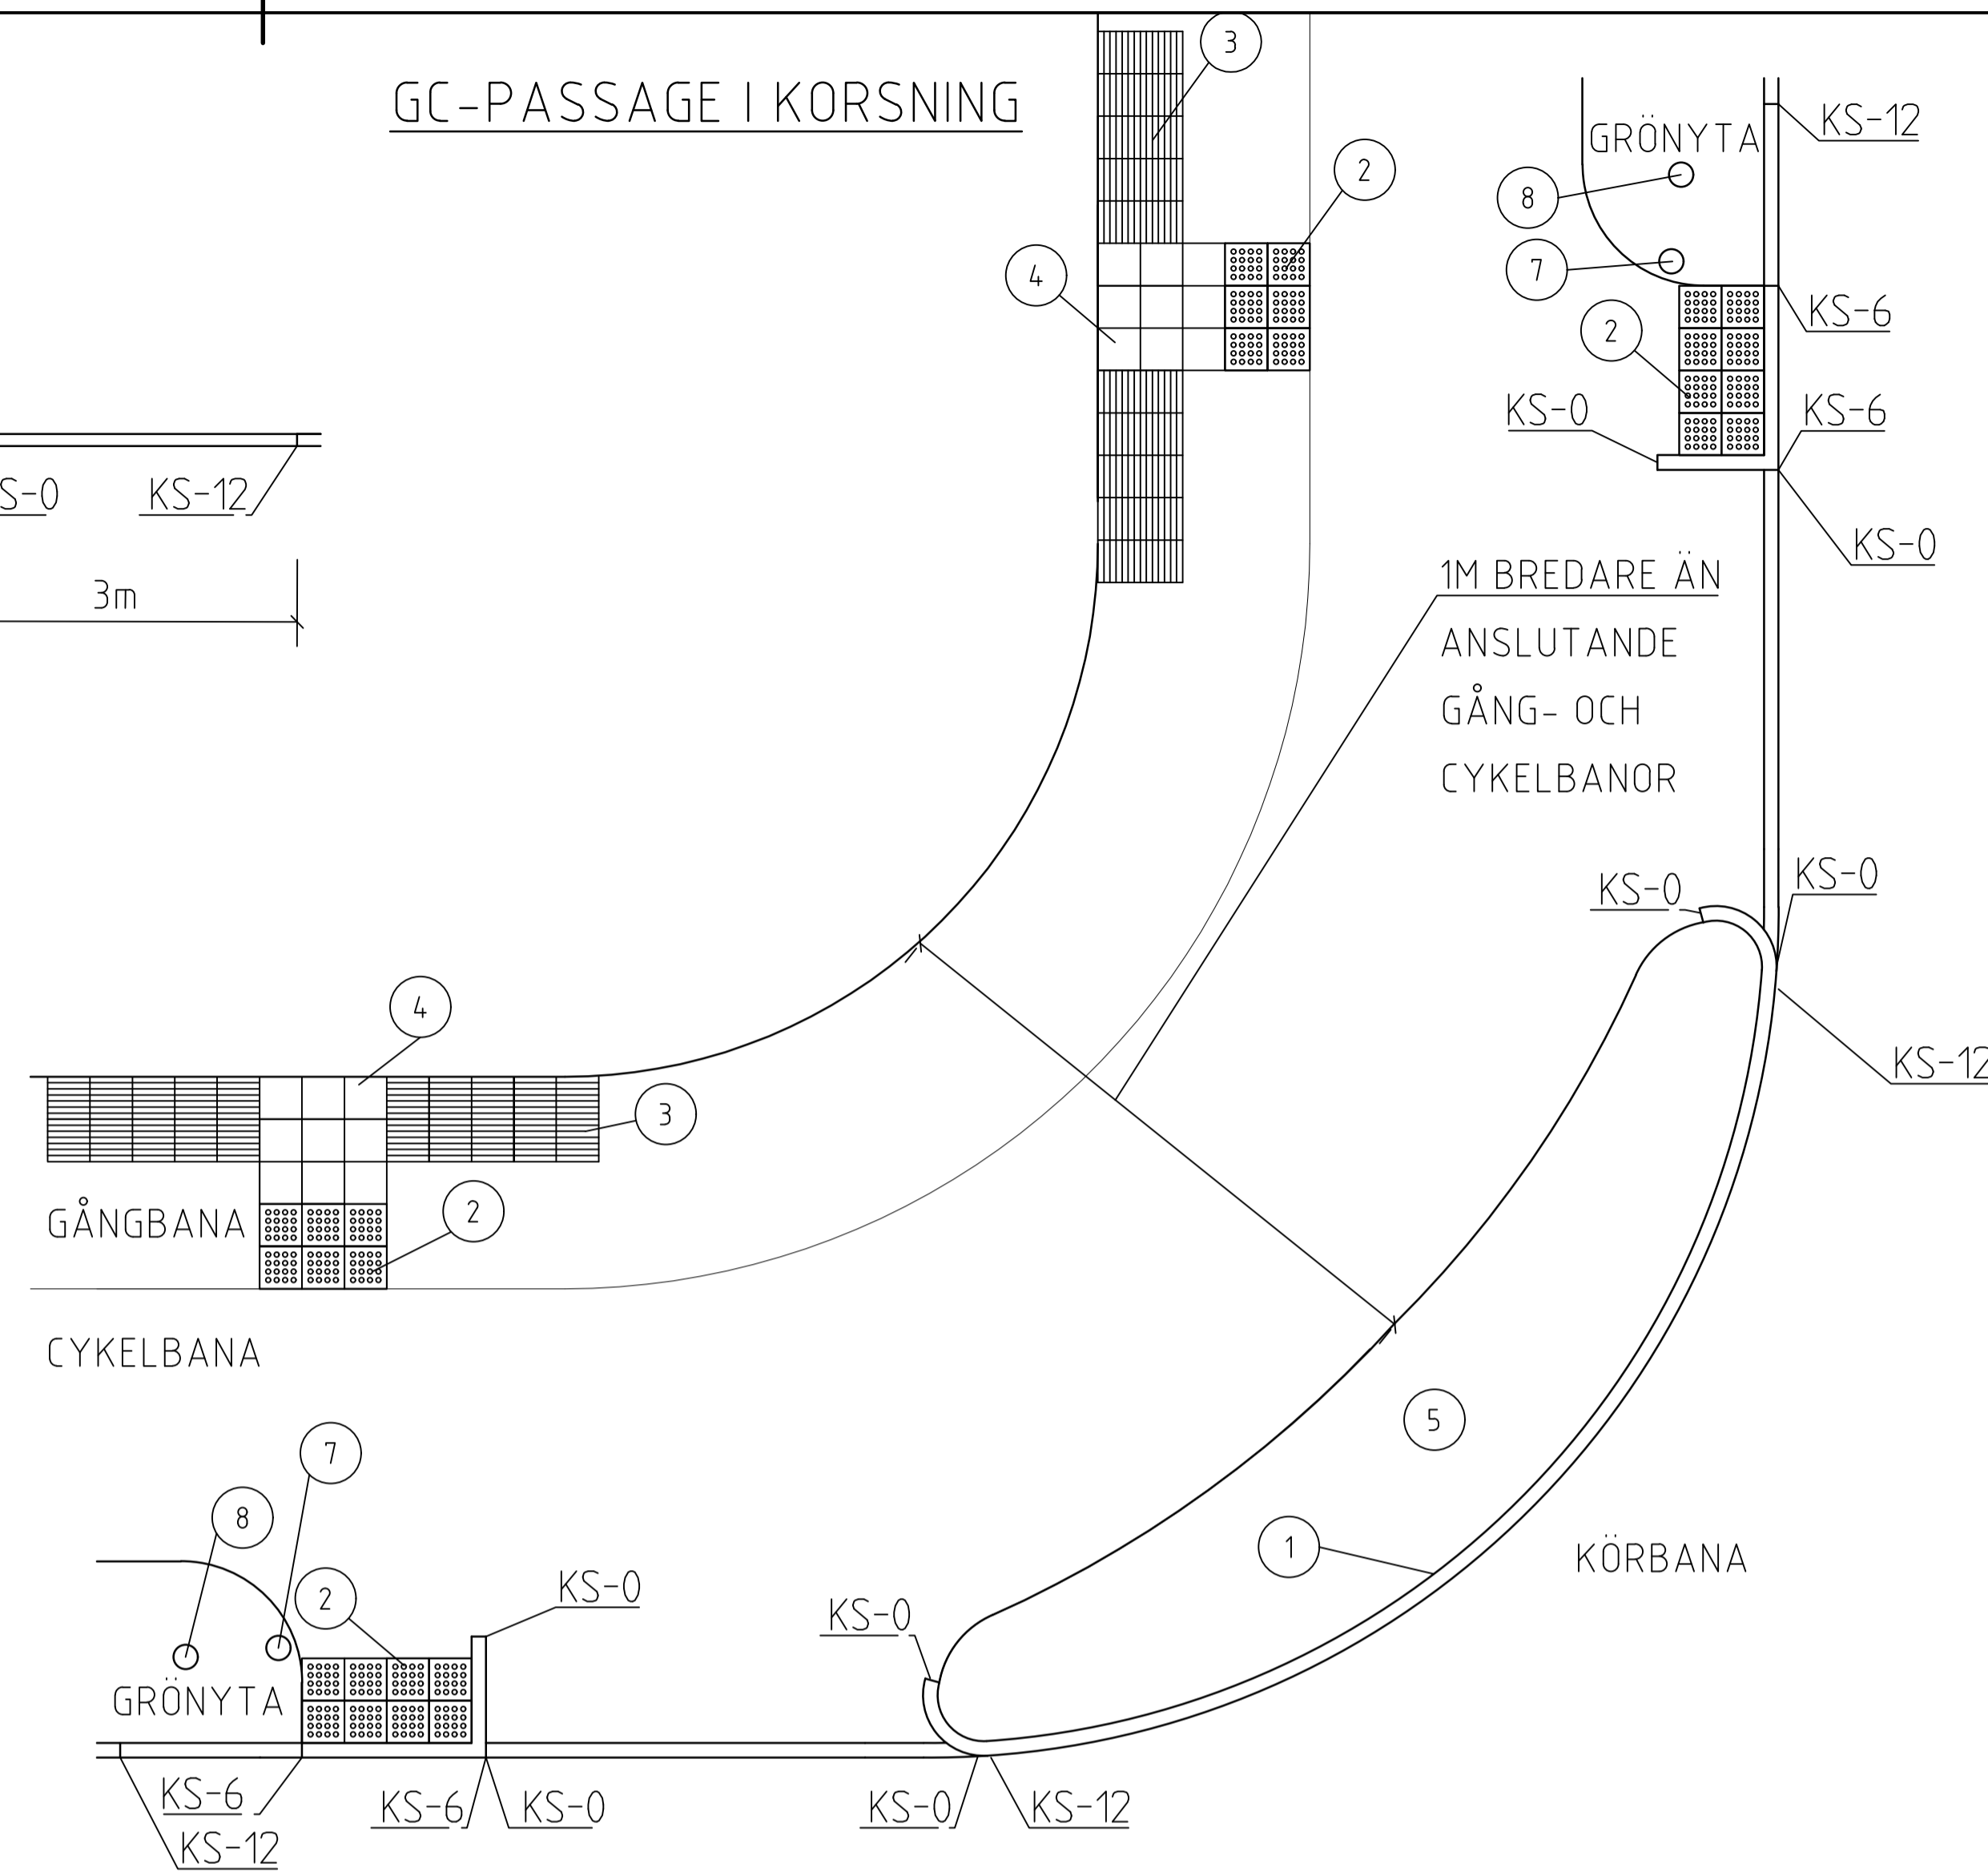 GC-PASSAGE I KORSNING
3
2
4
GRÖNYTA
KS-12
8
7
2
KS-6
KS-0
KS-6
KS-0
S-0
KS-12
3m
1M BREDARE ÄN
ANSLUTANDE
GÅNG- OCH
CYKELBANOR
KS-0
KS-0
KS-12
4
3
GÅNGBANA
2
CYKELBANA
5
7
8
2
1
KÖRBANA
KS-0
KS-0
GRÖNYTA
KS-6
KS-12
KS-6
KS-0
KS-0
KS-12